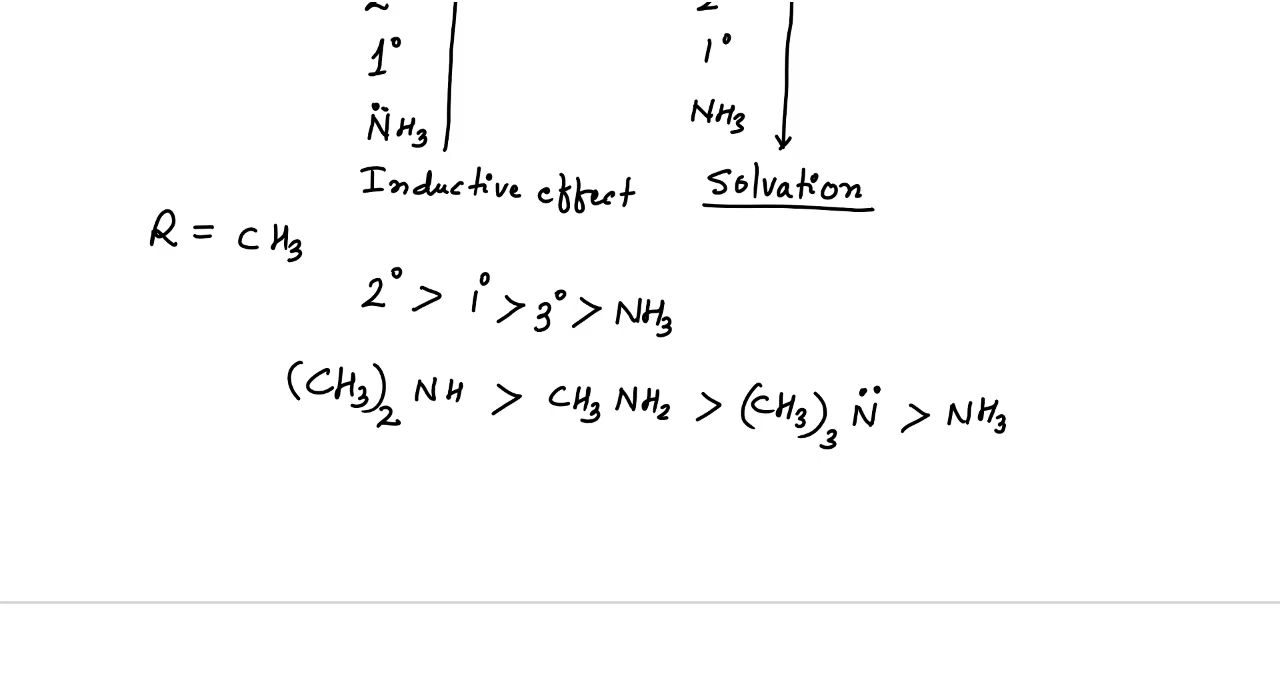 1° 1°
N̈H₃ NH₃
Inductive effect Solvation
R = CH₃
2° > 1° > 3° > NH₃
(CH₃)₂ NH > CH₃ NH₂ > (CH₃)₃ N̈ > NH₃